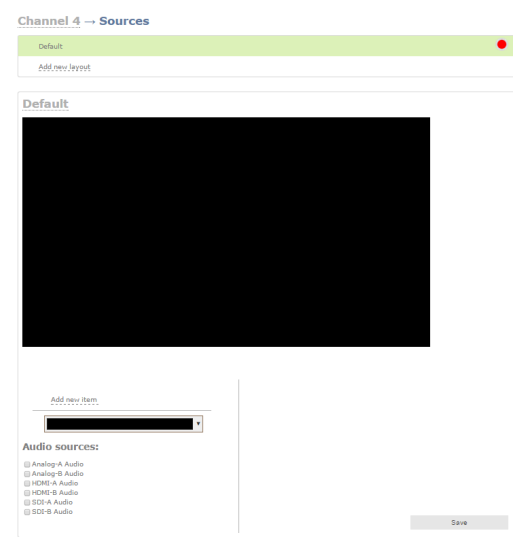 Channel 4 → Sources
Default
Add new layout
Default
Add new item
Audio sources:
Analog-A Audio
Analog-B Audio
HDMI-A Audio
HDMI-B Audio
SDI-A Audio
SDI-B Audio
Save